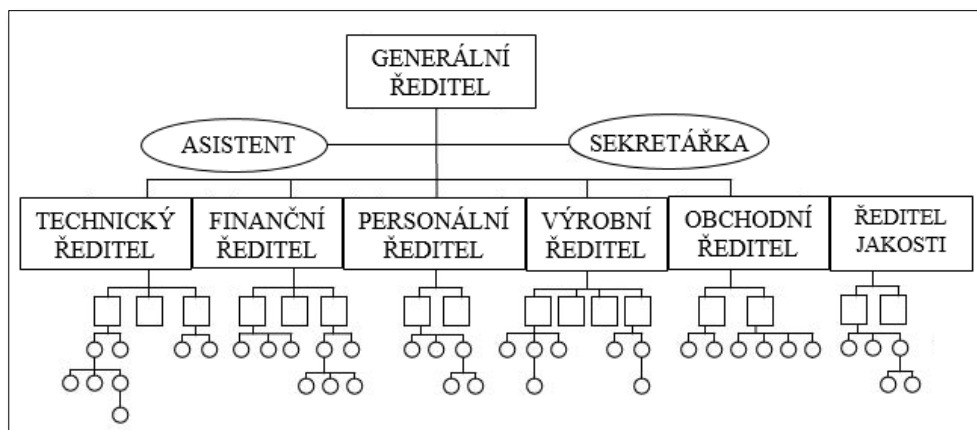 GENERÁLNÍ
ŘEDITEL
ASISTENT
SEKRETÁŘKA
TECHNICKÝ
ŘEDITEL
FINANČNÍ
ŘEDITEL
PERSONÁLNÍ
ŘEDITEL
VÝROBNÍ
ŘEDITEL
OBCHODNÍ
ŘEDITEL
ŘEDITEL
JAKOSTI